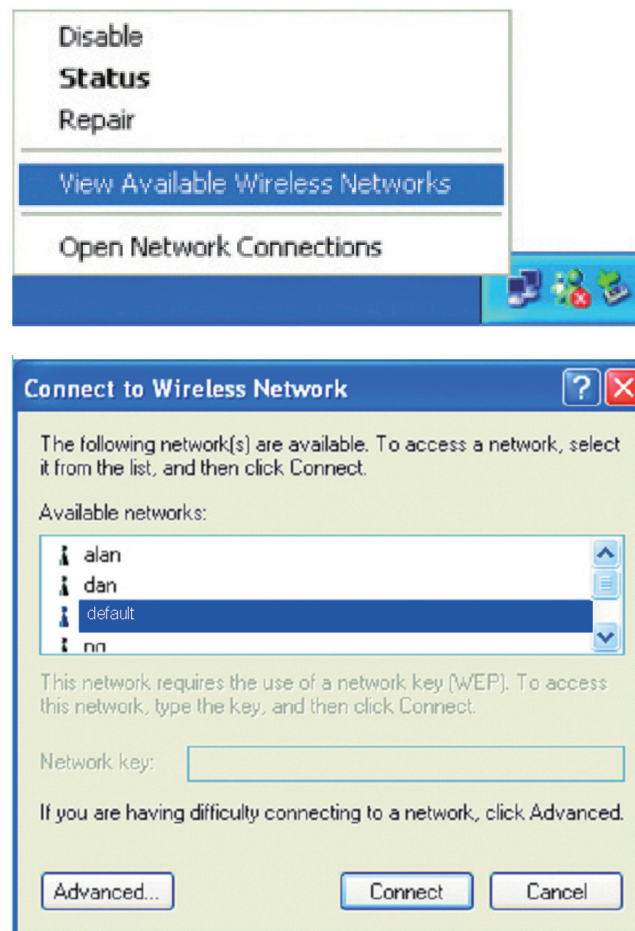 Disable
Status
Repair
View Available Wireless Networks
Open Network Connections
Connect to Wireless Network
The following network(s) are available. To access a network, select
it from the list, and then click Connect.
Available networks:
alan
dan
default
This network requires the use of a network key (WEP). To access
this network, type the key, and then click Connect.
Network key:
If you are having difficulty connecting to a network, click Advanced.
Advanced...
Connect
Cancel